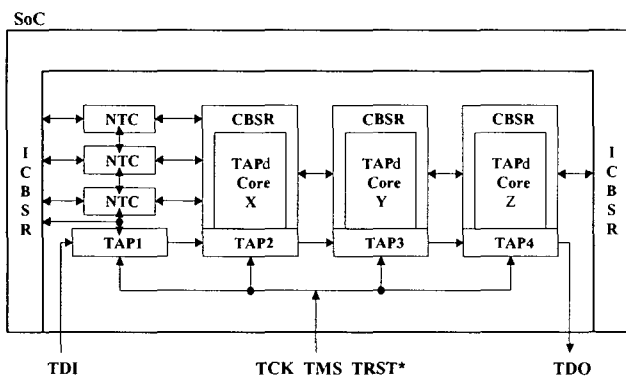 SoC
I
C
B
S
R
NTC
NTC
NTC
TAP1
CBSR
TAPd
Core
X
TAP2
CBSR
TAPd
Core
Y
TAP3
CBSR
TAPd
Core
Z
TAP4
I
C
B
S
R
TDI
TCK TMS TRST*
TDO